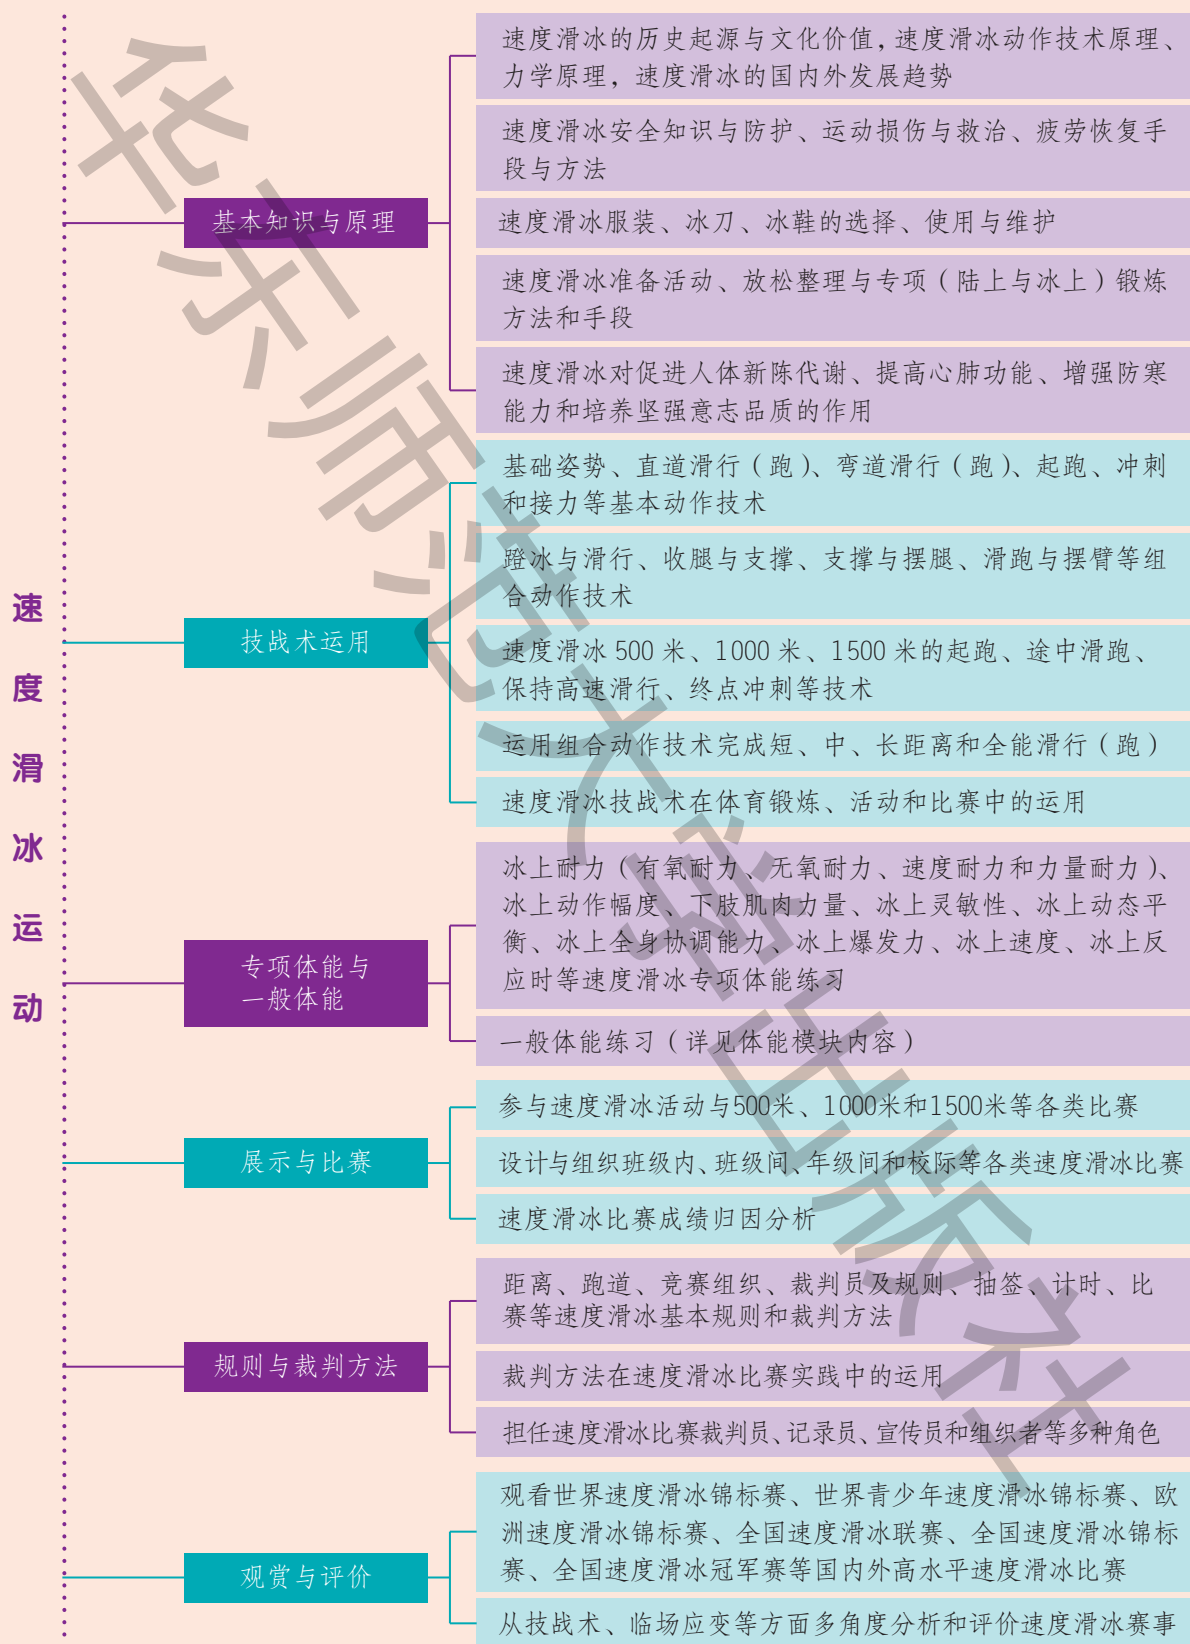 速度滑冰运动
基本知识与原理
速度滑冰的历史起源与文化价值，速度滑冰动作技术原理、
力学原理，速度滑冰的国内外发展趋势
速度滑冰安全知识与防护、运动损伤与救治、疲劳恢复手
段与方法
速度滑冰服装、冰刀、冰鞋的选择、使用与维护
速度滑冰准备活动、放松整理与专项（陆上与冰上）锻炼
方法和手段
速度滑冰对促进人体新陈代谢、提高心肺功能、增强防寒
能力和培养坚强意志品质的作用
技战术运用
基础姿势、直道滑行（跑）、弯道滑行（跑）、起跑、冲刺
和接力等基本动作技术
蹬冰与滑行、收腿与支撑、支撑与摆腿、滑跑与摆臂等组
合动作技术
速度滑冰 500 米、1000 米、1500 米的起跑、途中滑跑、
保持高速滑行、终点冲刺等技术
运用组合动作技术完成短、中、长距离和全能滑行（跑）
速度滑冰技战术在体育锻炼、活动和比赛中的运用
专项体能与
一般体能
冰上耐力（有氧耐力、无氧耐力、速度耐力和力量耐力）、
冰上动作幅度、下肢肌肉力量、冰上灵敏性、冰上动态平
衡、冰上全身协调能力、冰上爆发力、冰上速度、冰上反
应时等速度滑冰专项体能练习
一般体能练习（详见体能模块内容）
展示与比赛
参与速度滑冰活动与500米、1000米和1500米等各类比赛
设计与组织班级内、班级间、年级间和校际等各类速度滑冰比赛
速度滑冰比赛成绩归因分析
规则与裁判方法
距离、跑道、竞赛组织、裁判员及规则、抽签、计时、比
赛等速度滑冰基本规则和裁判方法
裁判方法在速度滑冰比赛实践中的运用
担任速度滑冰比赛裁判员、记录员、宣传员和组织者等多种角色
观赏与评价
观看世界速度滑冰锦标赛、世界青少年速度滑冰锦标赛、欧
洲速度滑冰锦标赛、全国速度滑冰联赛、全国速度滑冰锦标
赛、全国速度滑冰冠军赛等国内外高水平速度滑冰比赛
从技战术、临场应变等方面多角度分析和评价速度滑冰赛事
华东师范大学出版社